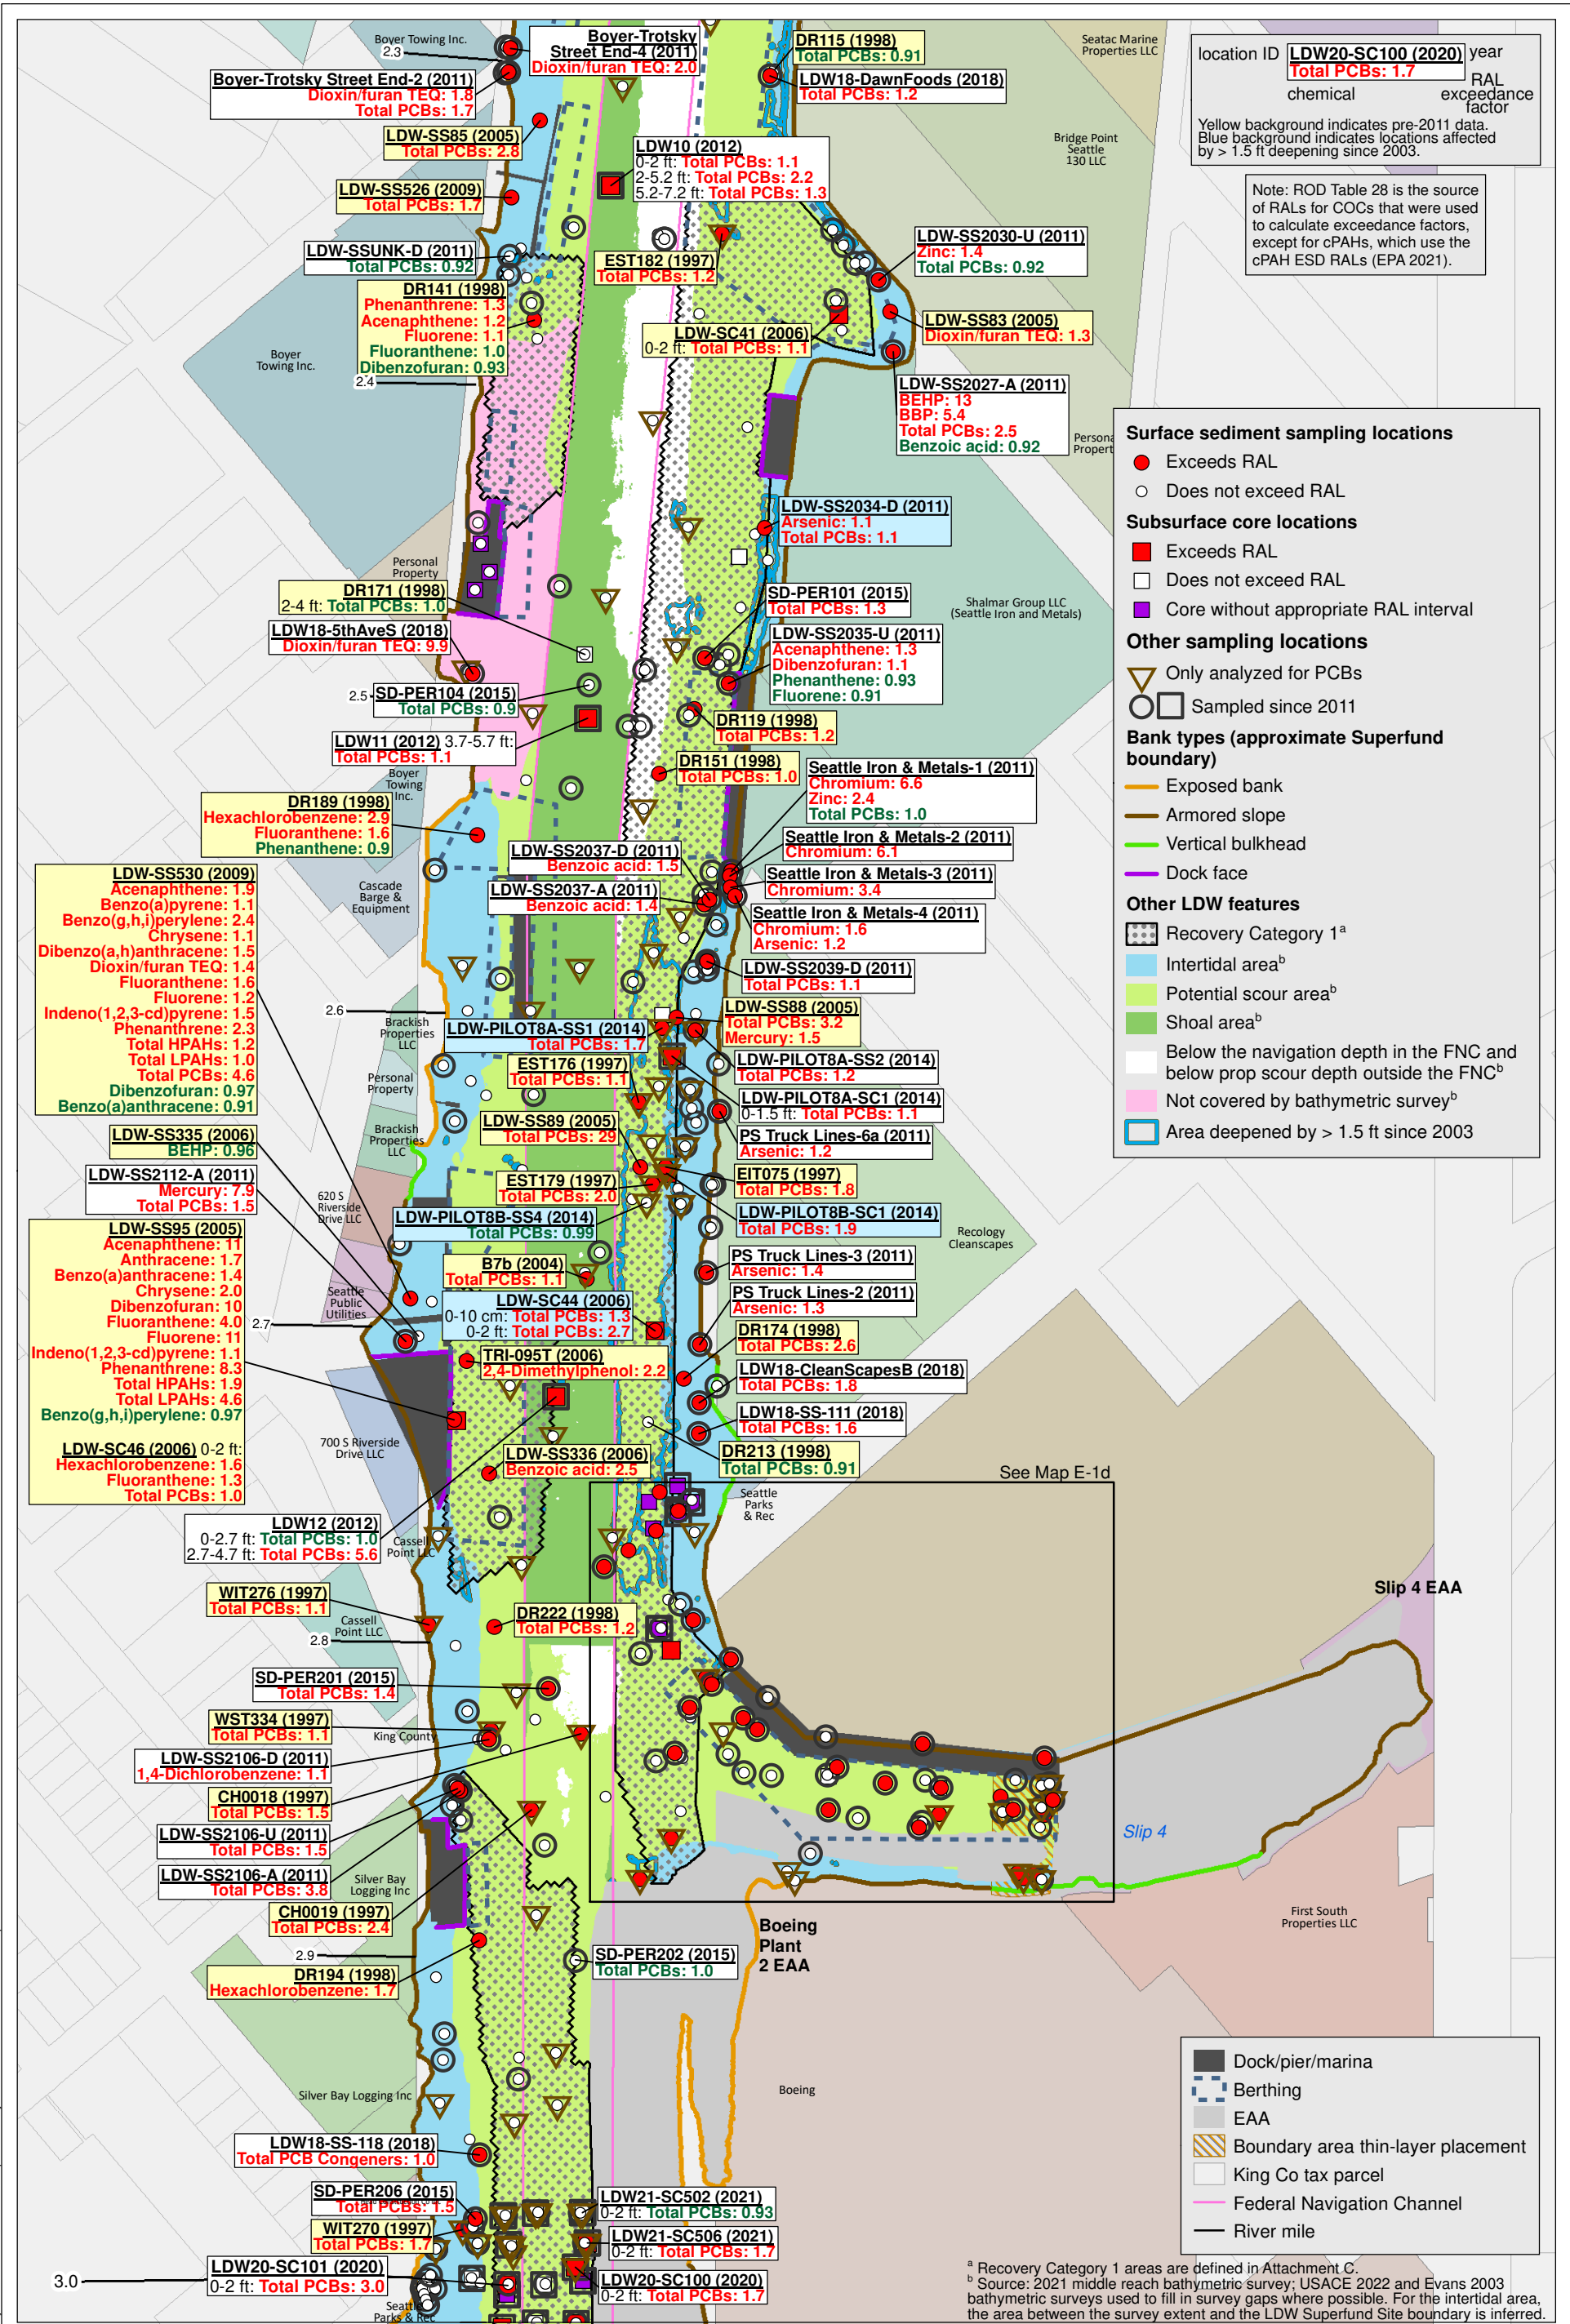 Boyer Towing Inc.
2.3
Boyer-Trotsky
Street End-4 (2011)
Dioxin/furan TEQ: 2.0
DR115 (1998)
Total PCBs: 0.91
Seatac Marine
Properties LLC
location ID LDW20-SC100 (2020) year
Total PCBs: 1.7 RAL
chemical exceedance
factor
Yellow background indicates pre-2011 data.
Blue background indicates locations affected
by > 1.5 ft deepening since 2003.
Boyer-Trotsky Street End-2 (2011)
Dioxin/furan TEQ: 1.8
Total PCBs: 1.7
LDW18-DawnFoods (2018)
Total PCBs: 1.2
LDW-SS85 (2005)
Total PCBs: 2.8
LDW10 (2012)
0-2 ft: Total PCBs: 1.1
2-5.2 ft: Total PCBs: 2.2
5.2-7.2 ft: Total PCBs: 1.3
Bridge Point
Seattle
130 LLC
Note: ROD Table 28 is the source
of RALs for COCs that were used
to calculate exceedance factors,
except for cPAHs, which use the
cPAH ESD RALs (EPA 2021).
LDW-SS526 (2009)
Total PCBs: 1.7
LDW-SSUNK-D (2011)
Total PCBs: 0.92
EST182 (1997)
Total PCBs: 1.2
LDW-SS2030-U (2011)
Zinc: 1.4
Total PCBs: 0.92
DR141 (1998)
Phenanthrene: 1.3
Acenaphthene: 1.2
Fluorene: 1.1
Fluoranthene: 1.0
Dibenzofuran: 0.93
LDW-SC41 (2006)
0-2 ft: Total PCBs: 1.1
LDW-SS83 (2005)
Dioxin/furan TEQ: 1.3
Boyer
Towing Inc.
2.4
LDW-SS2027-A (2011)
BEHP: 13
BBP: 5.4
Total PCBs: 2.5
Benzoic acid: 0.92
Persona
Propert
Surface sediment sampling locations
Exceeds RAL
Does not exceed RAL
Subsurface core locations
Exceeds RAL
Does not exceed RAL
Core without appropriate RAL interval
Other sampling locations
Only analyzed for PCBs
Sampled since 2011
Bank types (approximate Superfund
boundary)
Exposed bank
Armored slope
Vertical bulkhead
Dock face
Other LDW features
Recovery Category 1a
Intertidal areab
Potential scour areab
Shoal areab
Below the navigation depth in the FNC and
below prop scour depth outside the FNCb
Not covered by bathymetric surveyb
Area deepened by > 1.5 ft since 2003
LDW-SS2034-D (2011)
Arsenic: 1.1
Total PCBs: 1.1
Personal
Property
DR171 (1998)
2-4 ft: Total PCBs: 1.0
SD-PER101 (2015)
Total PCBs: 1.3
Shalmar Group LLC
(Seattle Iron and Metals)
LDW18-5thAveS (2018)
Dioxin/furan TEQ: 9.9
LDW-SS2035-U (2011)
Acenaphthene: 1.3
Dibenzofuran: 1.1
Phenanthene: 0.93
Fluorene: 0.91
2.5
SD-PER104 (2015)
Total PCBs: 0.9
DR119 (1998)
Total PCBs: 1.2
LDW11 (2012) 3.7-5.7 ft:
Total PCBs: 1.1
DR151 (1998)
Total PCBs: 1.0
Boyer
Towing
Inc.
Seattle Iron & Metals-1 (2011)
Chromium: 6.6
Zinc: 2.4
Total PCBs: 1.0
DR189 (1998)
Hexachlorobenzene: 2.9
Fluoranthene: 1.6
Phenanthene: 0.9
Seattle Iron & Metals-2 (2011)
Chromium: 6.1
LDW-SS2037-D (2011)
Benzoic acid: 1.5
Seattle Iron & Metals-3 (2011)
Chromium: 3.4
LDW-SS2037-A (2011)
Benzoic acid: 1.4
Seattle Iron & Metals-4 (2011)
Chromium: 1.6
Arsenic: 1.2
Cascade
Barge &
Equipment
LDW-SS530 (2009)
Acenaphthene: 1.9
Benzo(a)pyrene: 1.1
Benzo(g,h,i)perylene: 2.4
Chrysene: 1.1
Dibenzo(a,h)anthracene: 1.5
Dioxin/furan TEQ: 1.4
Fluoranthene: 1.6
Fluorene: 1.2
Indeno(1,2,3-cd)pyrene: 1.5
Phenanthrene: 2.3
Total HPAHs: 1.2
Total LPAHs: 1.0
Total PCBs: 4.6
Dibenzofuran: 0.97
Benzo(a)anthracene: 0.91
LDW-SS2039-D (2011)
Total PCBs: 1.1
2.6
Brackish
Properties
LLC
LDW-SS88 (2005)
Total PCBs: 3.2
Mercury: 1.5
LDW-PILOT8A-SS1 (2014)
Total PCBs: 1.7
LDW-PILOT8A-SS2 (2014)
Total PCBs: 1.2
EST176 (1997)
Total PCBs: 1.1
Personal
Property
LDW-PILOT8A-SC1 (2014)
0-1.5 ft: Total PCBs: 1.1
LDW-SS89 (2005)
Total PCBs: 29
PS Truck Lines-6a (2011)
Arsenic: 1.2
Brackish
Properties
LLC
LDW-SS335 (2006)
BEHP: 0.96
EST179 (1997)
Total PCBs: 2.0
EIT075 (1997)
Total PCBs: 1.8
LDW-SS2112-A (2011)
Mercury: 7.9
Total PCBs: 1.5
620 S
Riverside
Drive LLC
LDW-PILOT8B-SS4 (2014)
Total PCBs: 0.99
LDW-PILOT8B-SC1 (2014)
Total PCBs: 1.9
Recology
Cleanscapes
LDW-SS95 (2005)
Acenaphthene: 11
Anthracene: 1.7
Benzo(a)anthracene: 1.4
Chrysene: 2.0
Dibenzofuran: 10
Fluoranthene: 4.0
Fluorene: 11
Indeno(1,2,3-cd)pyrene: 1.1
Phenanthrene: 8.3
Total HPAHs: 1.9
Total LPAHs: 4.6
Benzo(g,h,i)perylene: 0.97
LDW-SC46 (2006) 0-2 ft:
Hexachlorobenzene: 1.6
Fluoranthene: 1.3
Total PCBs: 1.0
B7b (2004)
Total PCBs: 1.1
PS Truck Lines-3 (2011)
Arsenic: 1.4
Seattle
Public
Utilities
2.7
LDW-SC44 (2006)
0-10 cm: Total PCBs: 1.3
0-2 ft: Total PCBs: 2.7
PS Truck Lines-2 (2011)
Arsenic: 1.3
DR174 (1998)
Total PCBs: 2.6
TRI-095T (2006)
2,4-Dimethylphenol: 2.2
LDW18-CleanScapesB (2018)
Total PCBs: 1.8
LDW18-SS-111 (2018)
Total PCBs: 1.6
700 S Riverside
Drive LLC
LDW-SS336 (2006)
Benzoic acid: 2.5
DR213 (1998)
Total PCBs: 0.91
See Map E-1d
Seattle
Parks
& Rec
LDW12 (2012)
0-2.7 ft: Total PCBs: 1.0
2.7-4.7 ft: Total PCBs: 5.6
Cassell
Point LLC
Slip 4 EAA
WIT276 (1997)
Total PCBs: 1.1
DR222 (1998)
Total PCBs: 1.2
Cassell
Point LLC
2.8
SD-PER201 (2015)
Total PCBs: 1.4
WST334 (1997)
Total PCBs: 1.1
King County
LDW-SS2106-D (2011)
1,4-Dichlorobenzene: 1.1
CH0018 (1997)
Total PCBs: 1.5
LDW-SS2106-U (2011)
Total PCBs: 1.5
Slip 4
LDW-SS2106-A (2011)
Total PCBs: 3.8
Silver Bay
Logging Inc
CH0019 (1997)
Total PCBs: 2.4
First South
Properties LLC
Boeing
Plant
2 EAA
2.9
SD-PER202 (2015)
Total PCBs: 1.0
DR194 (1998)
Hexachlorobenzene: 1.7
Silver Bay Logging Inc
Boeing
Dock/pier/marina
Berthing
EAA
Boundary area thin-layer placement
King Co tax parcel
Federal Navigation Channel
River mile
LDW18-SS-118 (2018)
Total PCB Congeners: 1.0
SD-PER206 (2015)
Total PCBs: 1.5
LDW21-SC502 (2021)
0-2 ft: Total PCBs: 0.93
WIT270 (1997)
Total PCBs: 1.7
LDW21-SC506 (2021)
0-2 ft: Total PCBs: 1.7
3.0
LDW20-SC101 (2020)
0-2 ft: Total PCBs: 3.0
LDW20-SC100 (2020)
0-2 ft: Total PCBs: 1.7
Seattle
Parks & Rec
a Recovery Category 1 areas are defined in Attachment C.
b Source: 2021 middle reach bathymetric survey; USACE 2022 and Evans 2003
bathymetric surveys used to fill in survey gaps where possible. For the intertidal area,
the area between the survey extent and the LDW Superfund Site boundary is inferred.